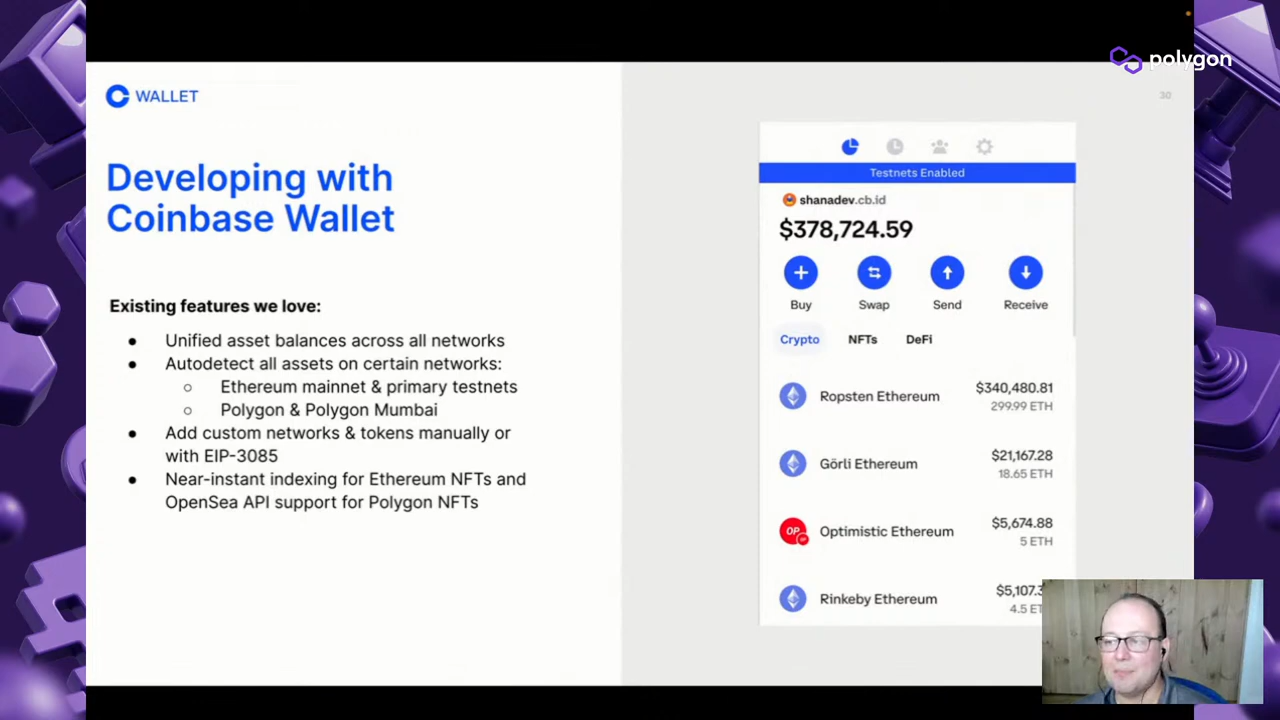 polygon
WALLET
30
Developing with
Coinbase Wallet
Existing features we love:
● Unified asset balances across all networks
● Autodetect all assets on certain networks:
○ Ethereum mainnet & primary testnets
○ Polygon & Polygon Mumbai
● Add custom networks & tokens manually or
with EIP-3085
● Near-instant indexing for Ethereum NFTs and
OpenSea API support for Polygon NFTs
Testnets Enabled
shanadev.cb.id
$378,724.59
Buy Swap Send Receive
Crypto NFTs DeFi
Ropsten Ethereum $340,480.81
299.99 ETH
Görli Ethereum $21,167.28
18.65 ETH
OP
Optimistic Ethereum $5,674.88
5 ETH
Rinkeby Ethereum $5,107.
4.5